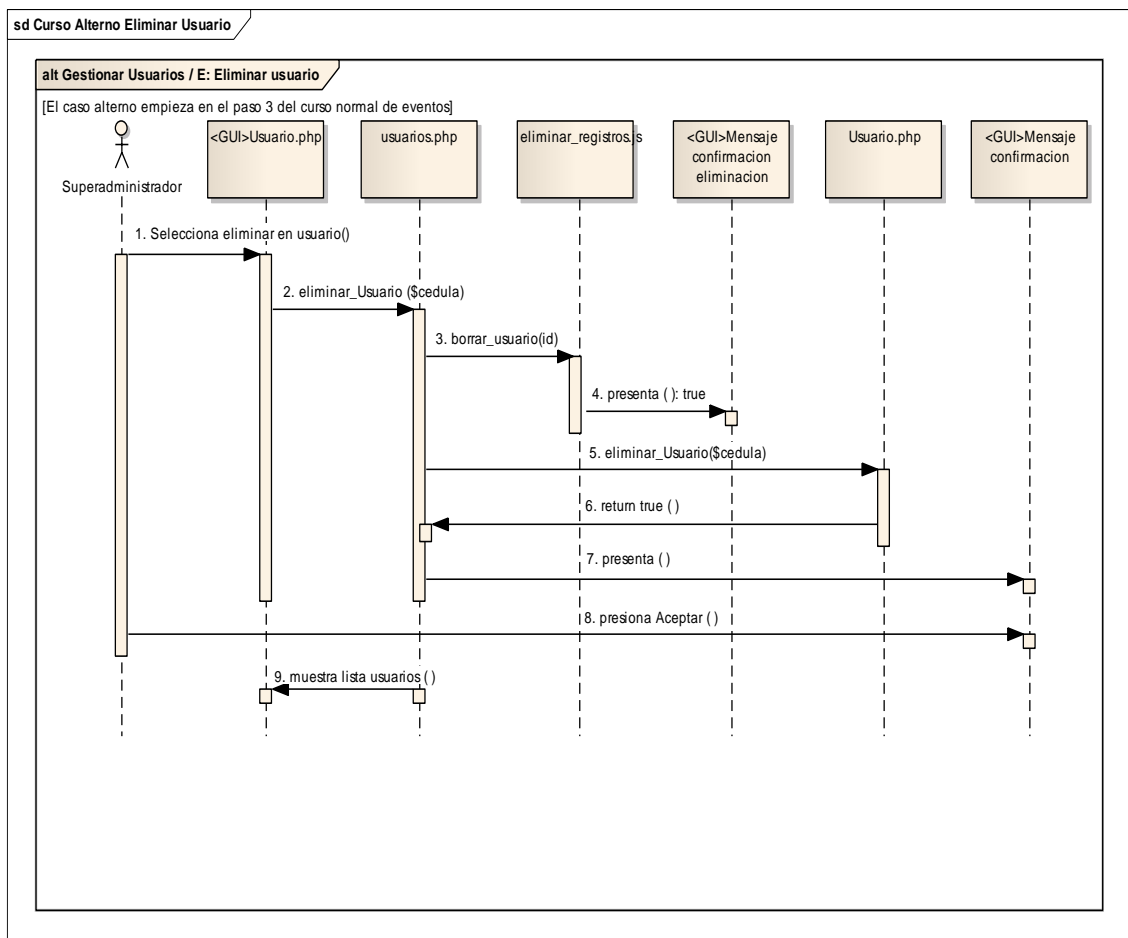 sd Curso Alterno Eliminar Usuario
alt Gestionar Usuarios / E: Eliminar usuario
[El caso alterno empieza en el paso 3 del curso normal de eventos]
Superadministrador
<GUI>Usuario.php
usuarios.php
eliminar_registros.js
<GUI>Mensaje
confirmacion
eliminacion
Usuario.php
<GUI>Mensaje
confirmacion
1. Selecciona eliminar en usuario()
2. eliminar_Usuario ($cedula)
3. borrar_usuario(id)
4. presenta ( ): true
5. eliminar_Usuario($cedula)
6. return true ( )
7. presenta ( )
8. presiona Aceptar ( )
9. muestra lista usuarios ( )